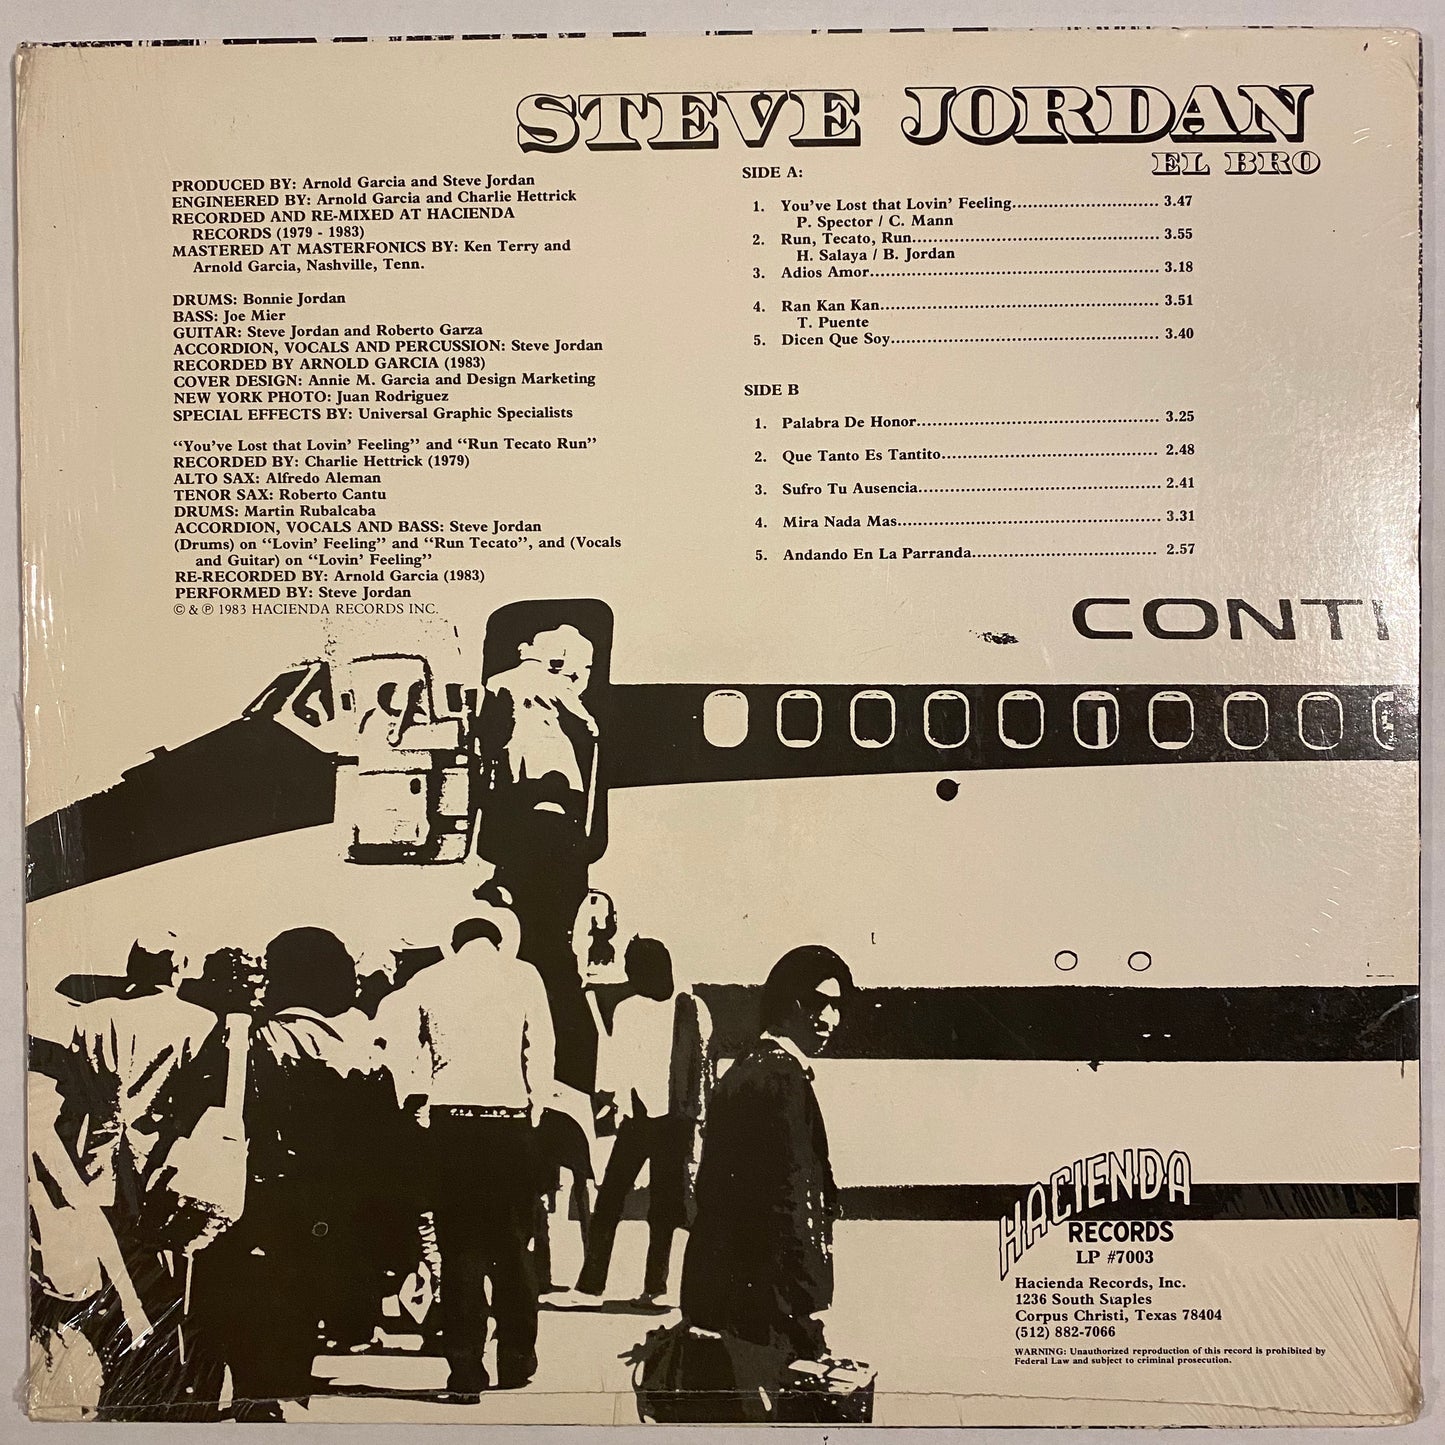 STEVE JORDAN
EL BRO
PRODUCED BY: Arnold Garcia and Steve Jordan
ENGINEERED BY: Arnold Garcia and Charlie Hettrick
RECORDED AND RE-MIXED AT HACIENDA
RECORDS (1979 - 1983)
MASTERED AT MASTERFONICS BY: Ken Terry and
Arnold Garcia, Nashville, Tenn.
DRUMS: Bonnie Jordan
BASS: Joe Mier
GUITAR: Steve Jordan and Roberto Garza
ACCORDION, VOCALS AND PERCUSSION: Steve Jordan
RECORDED BY ARNOLD GARCIA (1983)
COVER DESIGN: Annie M. Garcia and Design Marketing
NEW YORK PHOTO: Juan Rodriguez
SPECIAL EFFECTS BY: Universal Graphic Specialists
“You’ve Lost that Lovin’ Feeling” and “Run Tecato Run”
RECORDED BY: Charlie Hettrick (1979)
ALTO SAX: Alfredo Aleman
TENOR SAX: Roberto Cantu
DRUMS: Martin Rubalcaba
ACCORDION, VOCALS AND BASS: Steve Jordan
(Drums) on “Lovin’ Feeling” and “Run Tecato”, and (Vocals
and Guitar) on “Lovin’ Feeling”
RE-RECORDED BY: Arnold Garcia (1983)
PERFORMED BY: Steve Jordan
© & ℗ 1983 HACIENDA RECORDS INC.
SIDE A:
1. You’ve Lost that Lovin’ Feeling............................ 3.47
P. Spector / C. Mann
2. Run, Tecato, Run............................................... 3.55
H. Salaya / B. Jordan
3. Adios Amor....................................................... 3.18
4. Ran Kan Kan..................................................... 3.51
T. Puente
5. Dicen Que Soy................................................... 3.40
SIDE B
1. Palabra De Honor............................................... 3.25
2. Que Tanto Es Tantito.......................................... 2.48
3. Sufro Tu Ausencia............................................... 2.41
4. Mira Nada Mas................................................... 3.31
5. Andando En La Parranda................................... 2.57
CONTI
HACIENDA
RECORDS
LP #7003
Hacienda Records, Inc.
1236 South Staples
Corpus Christi, Texas 78404
(512) 882-7066
WARNING: Unauthorized reproduction of this record is prohibited by
Federal Law and subject to criminal prosecution.